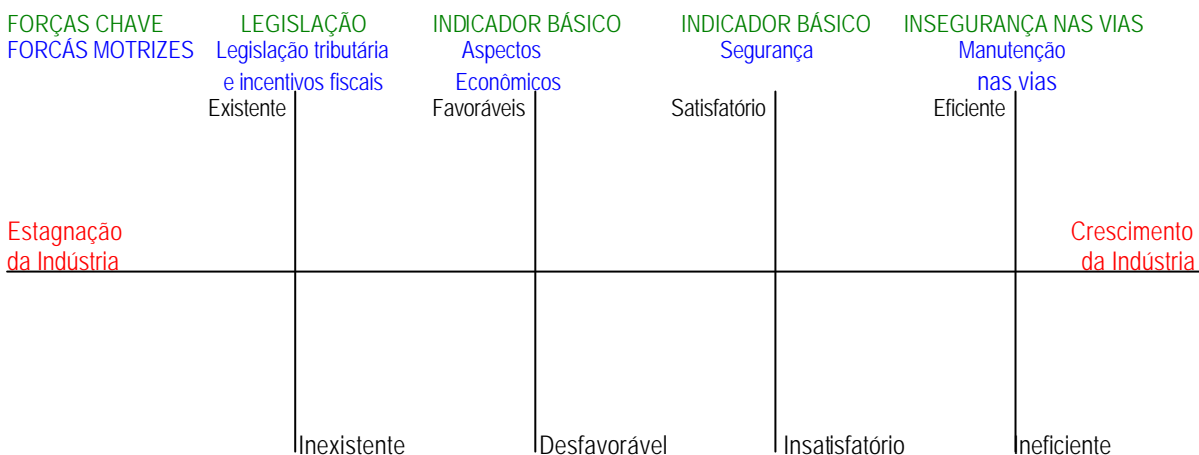 FORÇAS CHAVE LEGISLAÇÃO INDICADOR BÁSICO INDICADOR BÁSICO INSEGURANÇA NAS VIAS
FORCÁS MOTRIZES Legislação tributária Aspectos Segurança Manutenção
e incentivos fiscais Econômicos nas vias
Existente Favoráveis Satisfatório Eficiente
Estagnação Crescimento
da Indústria da Indústria
Inexistente Desfavorável Insatisfatório Ineficiente